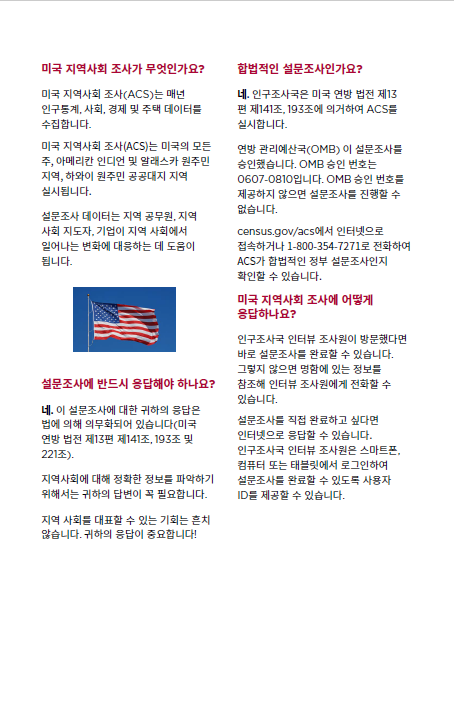 미국 지역사회 조사가 무엇인가요?
미국 지역사회 조사(ACS)는 매년
인구통계, 사회, 경제 및 주택 데이터를
수집합니다.
미국 지역사회 조사(ACS)는 미국의 모든
주, 아메리칸 인디언 및 알래스카 원주민
지역, 하와이 원주민 공공대지 지역
실시됩니다.
설문조사 데이터는 지역 공무원, 지역
사회 지도자, 기업이 지역 사회에서
일어나는 변화에 대응하는 데 도움이
됩니다.
설문조사에 반드시 응답해야 하나요?
네. 이 설문조사에 대한 귀하의 응답은
법에 의해 의무화되어 있습니다(미국
연방 법전 제13편 제141조, 193조 및
221조).
지역사회에 대해 정확한 정보를 파악하기
위해서는 귀하의 답변이 꼭 필요합니다.
지역 사회를 대표할 수 있는 기회는 흔치
않습니다. 귀하의 응답이 중요합니다!
합법적인 설문조사인가요?
네. 인구조사국은 미국 연방 법전 제13
편 제141조, 193조에 의거하여 ACS를
실시합니다.
연방 관리예산국(OMB) 이 설문조사를
승인했습니다. OMB 승인 번호는
0607-0810입니다. OMB 승인 번호를
제공하지 않으면 설문조사를 진행할 수
없습니다.
census.gov/acs에서 인터넷으로
접속하거나 1-800-354-7271로 전화하여
ACS가 합법적인 정부 설문조사인지
확인할 수 있습니다.
미국 지역사회 조사에 어떻게
응답하나요?
인구조사국 인터뷰 조사원이 방문했다면
바로 설문조사를 완료할 수 있습니다.
그렇지 않으면 명함에 있는 정보를
참조해 인터뷰 조사원에게 전화할 수
있습니다.
설문조사를 직접 완료하고 싶다면
인터넷으로 응답할 수 있습니다.
인구조사국 인터뷰 조사원은 스마트폰,
컴퓨터 또는 태블릿에서 로그인하여
설문조사를 완료할 수 있도록 사용자
ID를 제공할 수 있습니다.